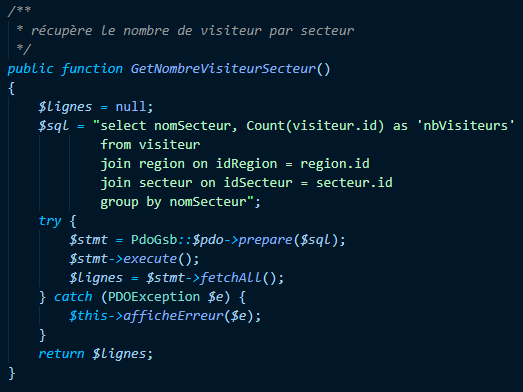 /**
 * récupère le nombre de visiteur par secteur
 */
public function GetNombreVisiteurSecteur()
{
    $lignes = null;
    $sql = "select nomSecteur, Count(visiteur.id) as 'nbVisiteurs'
            from visiteur
            join region on idRegion = region.id
            join secteur on idSecteur = secteur.id
            group by nomSecteur";
    try {
        $stmt = PdoGsb::$pdo->prepare($sql);
        $stmt->execute();
        $lignes = $stmt->fetchAll();
    } catch (PDOException $e) {
        $this->afficheErreur($e);
    }
    return $lignes;
}